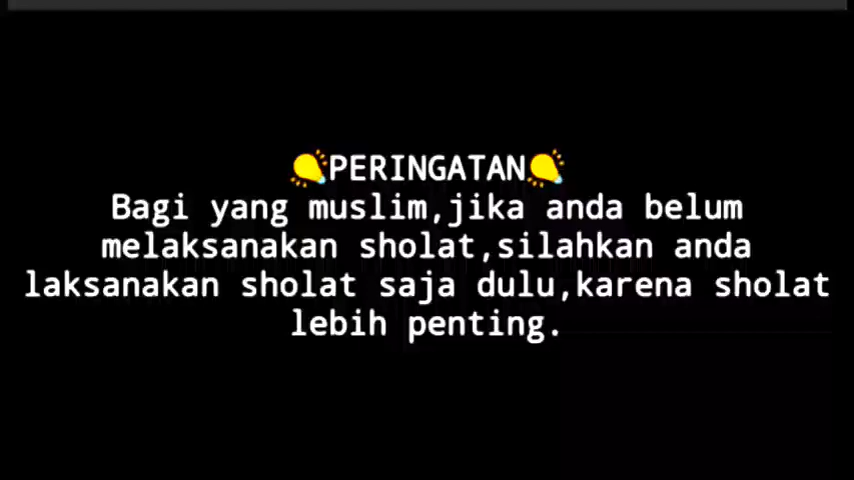 💡PERINGATAN💡
Bagi yang muslim,jika anda belum
melaksanakan sholat,silahkan anda
laksanakan sholat saja dulu,karena sholat
lebih penting.